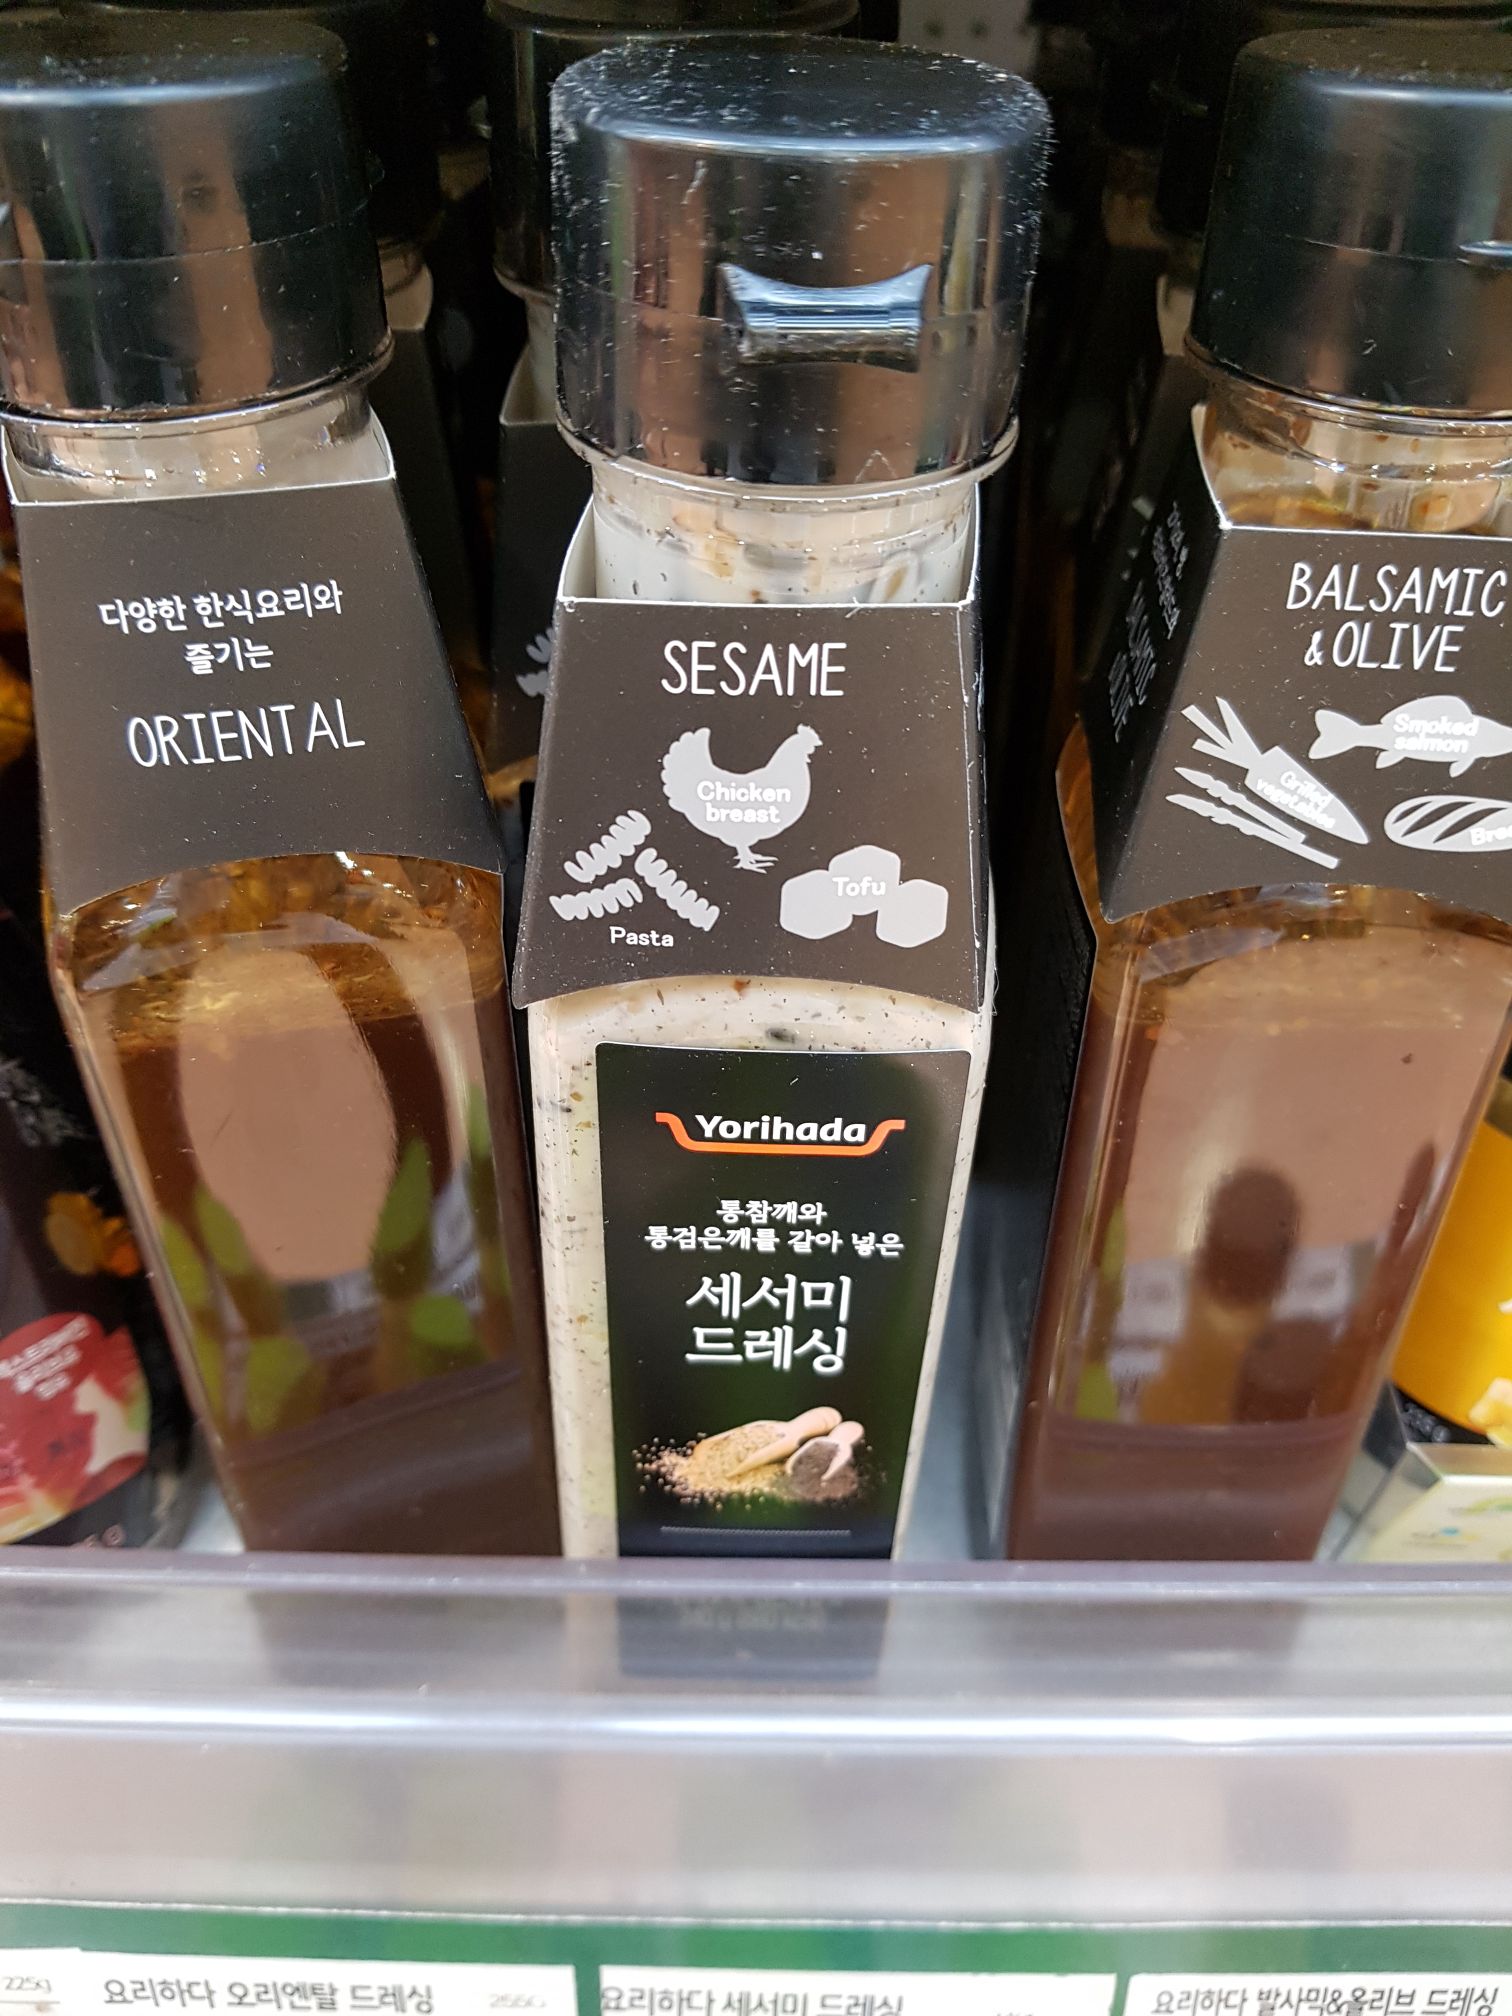 다양한 한식요리와
즐기는
ORIENTAL
SESAME
Chicken
breast
Pasta
Tofu
Yorihada
통참깨와
통검은깨를 갈아 넣은
세서미
드레싱
BALSAMIC
& OLIVE
Smoked
salmon
Grilled
vegetables
225g
요리하다 오리엔탈 드레싱
요리하다 세서미 드레싱
요리하다 발사믹&올리브 드레싱